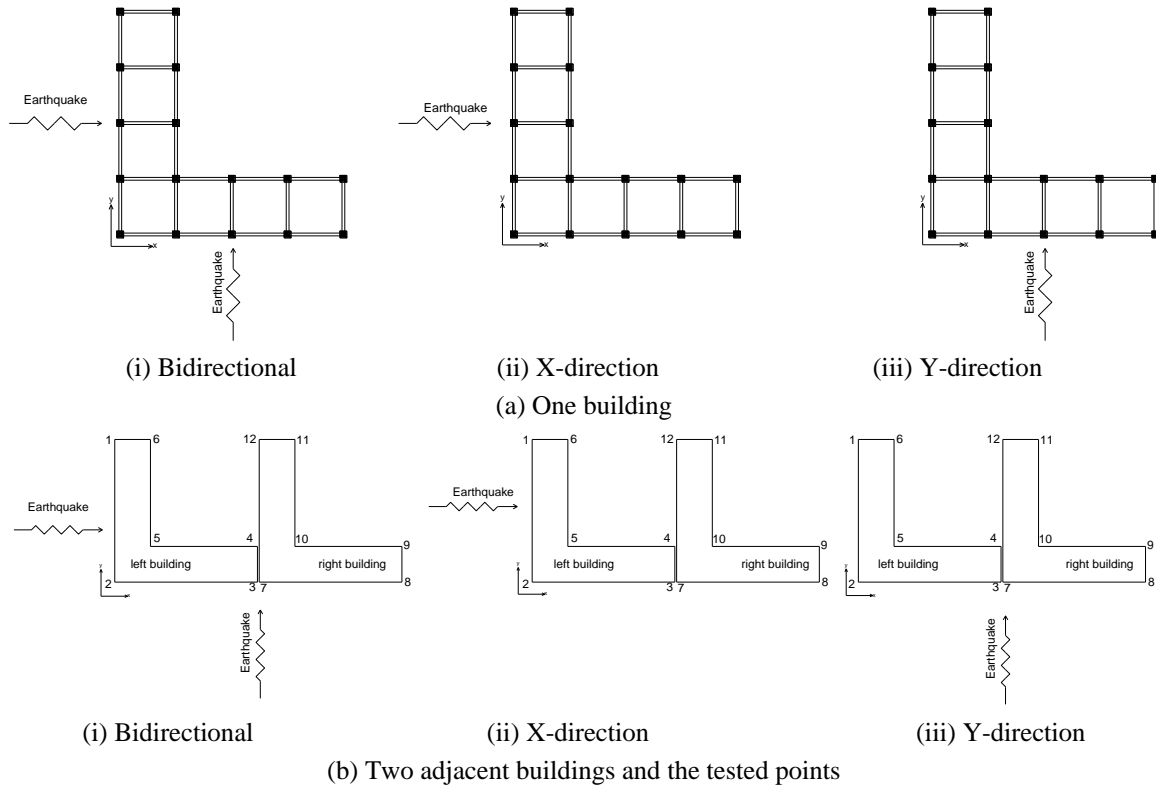 Earthquake
y
x
Earthquake
Earthquake
y
x
y
x
Earthquake
(i) Bidirectional
(ii) X-direction
(iii) Y-direction
(a) One building
1
6
12
11
Earthquake
5
4
10
9
left building
right building
y
2
x
3
7
8
Earthquake
1
6
12
11
Earthquake
5
4
10
9
left building
right building
y
2
x
3
7
8
1
6
12
11
5
4
10
9
left building
right building
y
2
x
3
7
8
Earthquake
(i) Bidirectional
(ii) X-direction
(iii) Y-direction
(b) Two adjacent buildings and the tested points